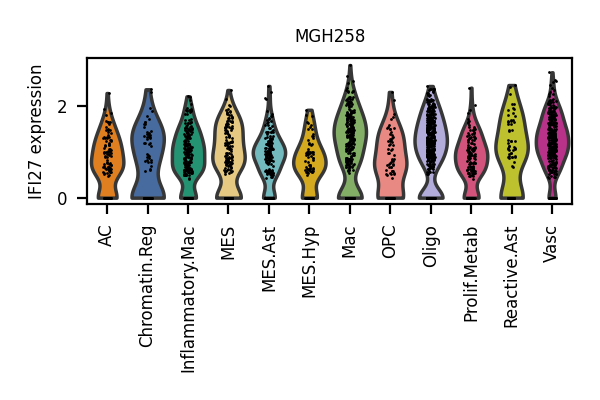 MGH258
IFI27 expression
2
0
AC
Chromatin.Reg
Inflammatory.Mac
MES
MES.Ast
MES.Hyp
Mac
OPC
Oligo
Prolif.Metab
Reactive.Ast
Vasc